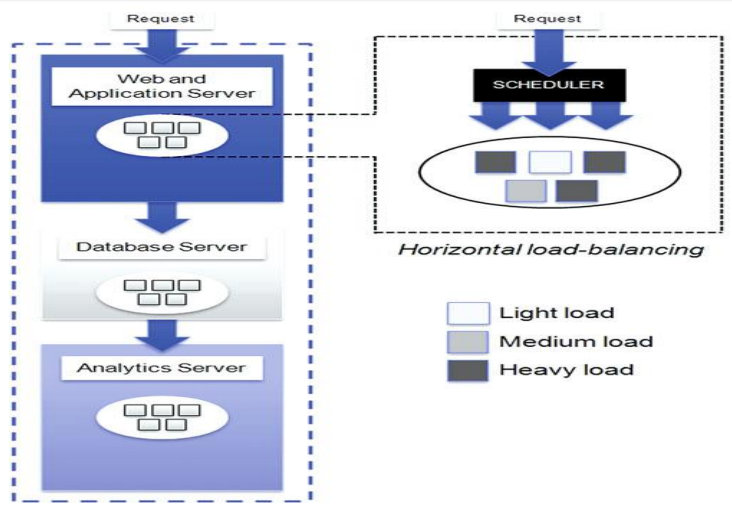 Request
Web and
Application Server
Database Server
Analytics Server
Request
SCHEDULER
Horizontal load-balancing
Light load
Medium load
Heavy load